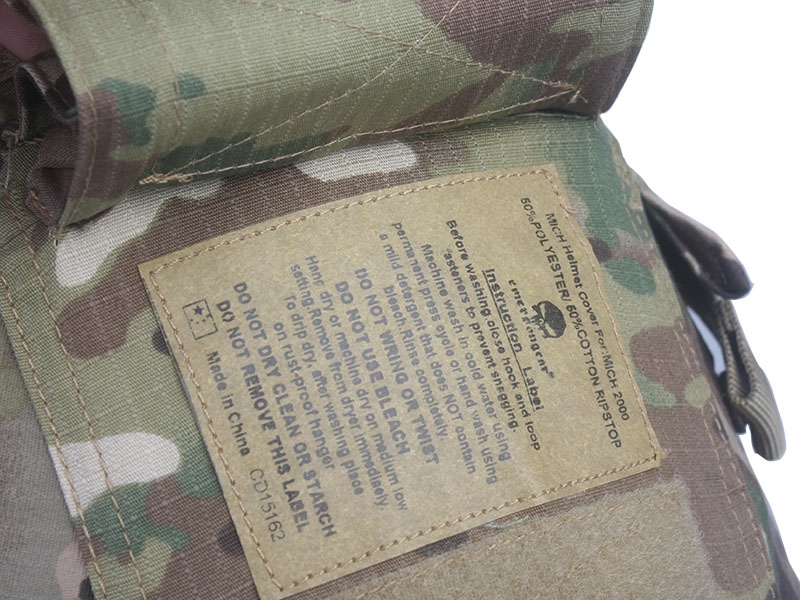 MICH Helmet Cover For:MICH 2000
50%POLYESTER/ 50%COTTON RIPSTOP
emersongear
Instruction Label
Before washing close hook and loop
fasteners to prevent snagging.
Machine wash in cold water using
permanent press cycle or hand wash using
a mild detergent that does NOT contain
bleach.Rinse completely.
DO NOT WRING OR TWIST
DO NOT USE BLEACH
Hang dry or machine dry on medium low
setting.Remove from dryer immediately.
To drip dry, after washing place
on rust-proof hanger
DO NOT DRY CLEAN OR STARCH
DO NOT REMOVE THIS LABEL
Made in China CD15162